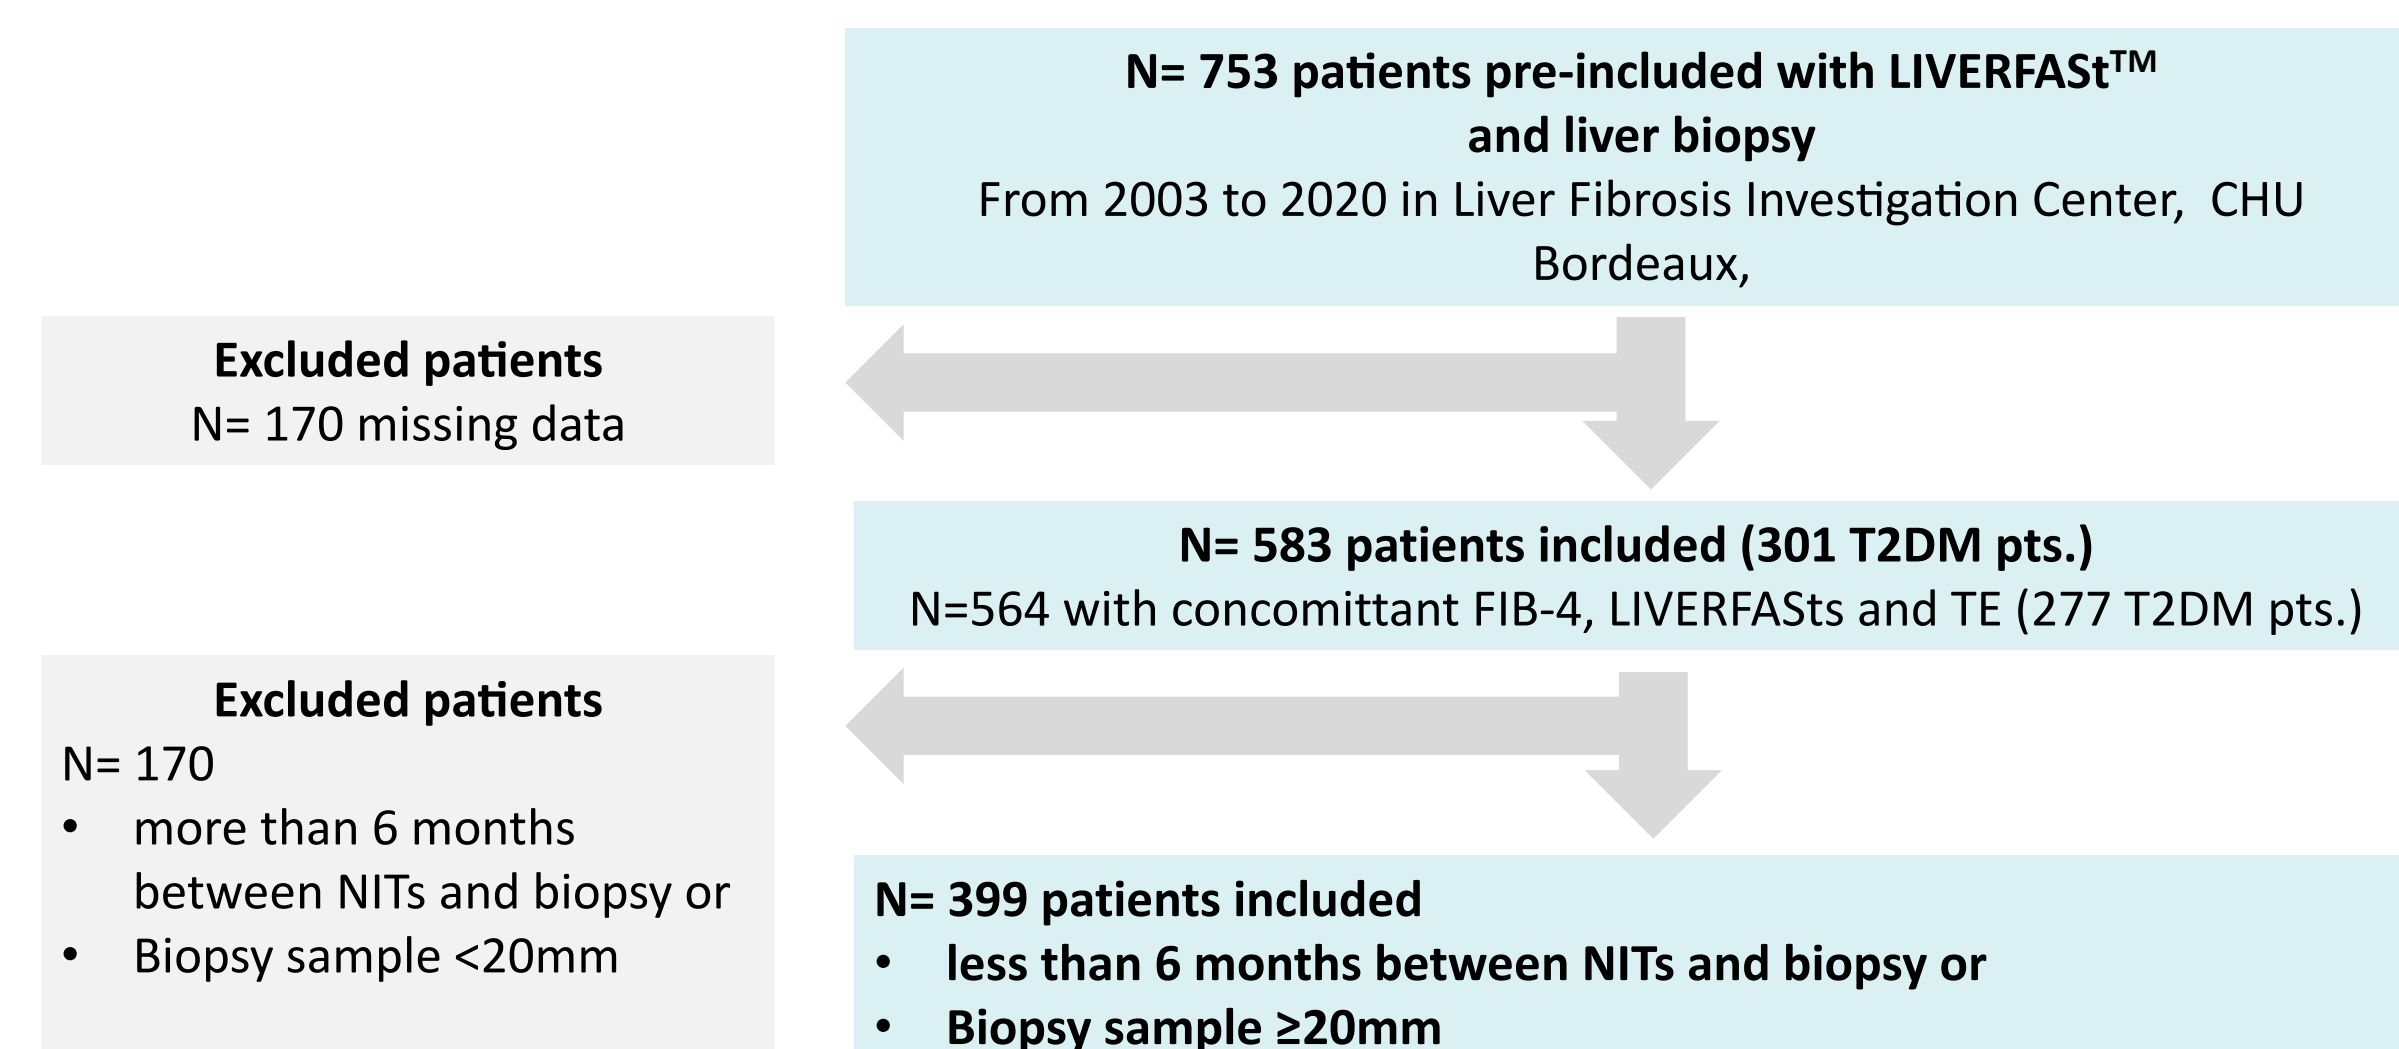 N= 753 patients pre-included with LIVERFASt™
and liver biopsy
From 2003 to 2020 in Liver Fibrosis Investigation Center,  CHU
Bordeaux,
Excluded patients
N= 170 missing data
N= 583 patients included (301 T2DM pts.)
N=564 with concomittant FIB-4, LIVERFASts and TE (277 T2DM pts.)
Excluded patients
N= 170
• more than 6 months
between NITs and biopsy or
• Biopsy sample <20mm
N= 399 patients included
• less than 6 months between NITs and biopsy or
• Biopsy sample ≥20mm